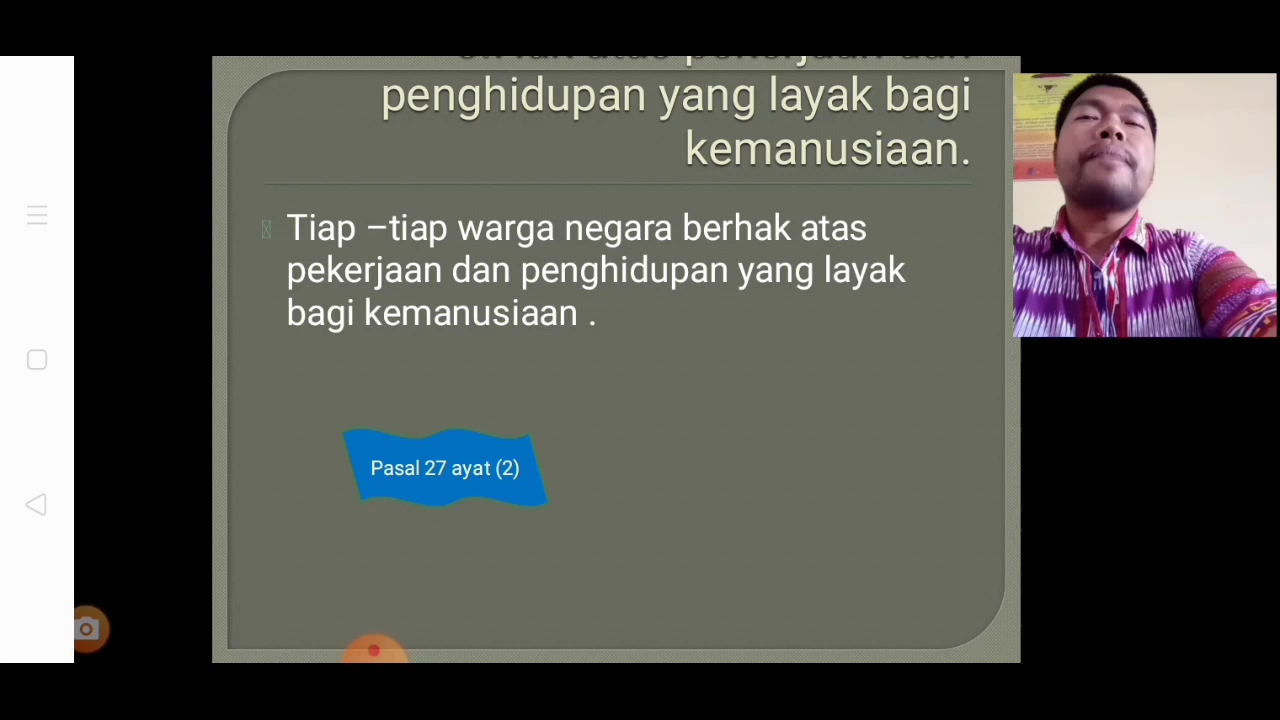 penghidupan yang layak bagi
kemanusiaan.
Tiap –tiap warga negara berhak atas
pekerjaan dan penghidupan yang layak
bagi kemanusiaan .
Pasal 27 ayat (2)